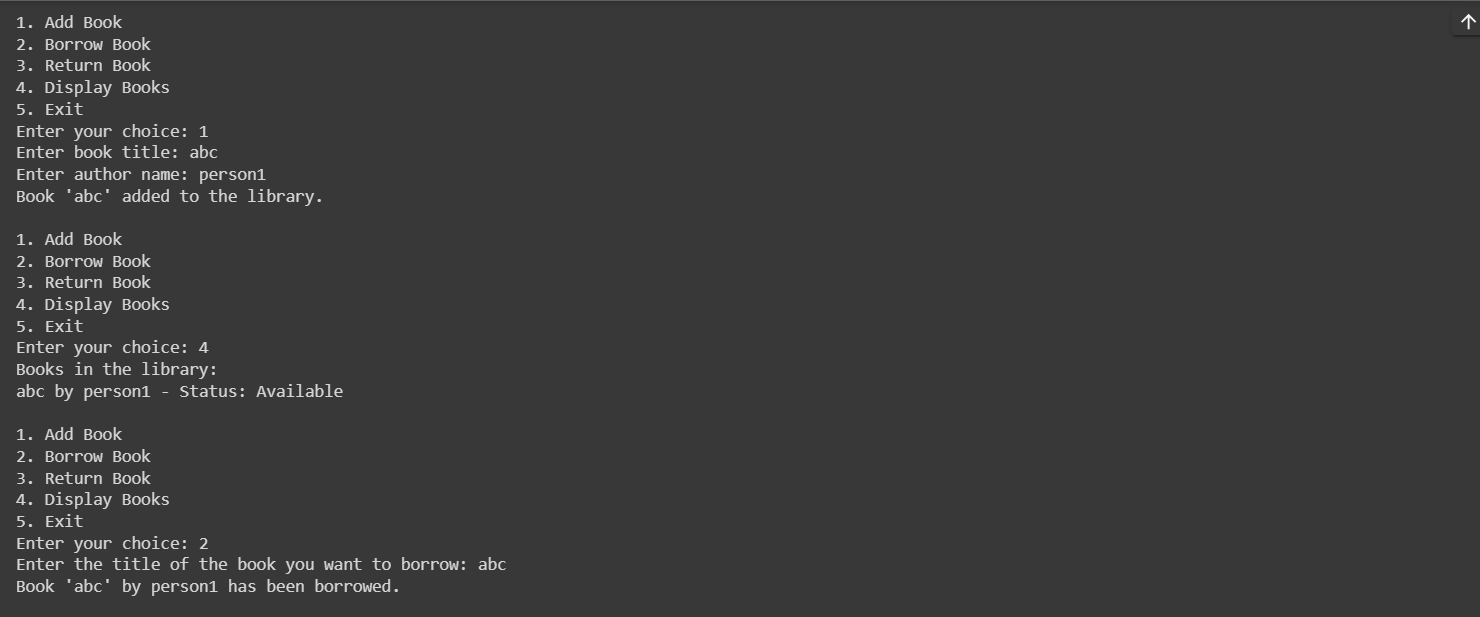 1. Add Book
2. Borrow Book
3. Return Book
4. Display Books
5. Exit
Enter your choice: 1
Enter book title: abc
Enter author name: person1
Book 'abc' added to the library.
1. Add Book
2. Borrow Book
3. Return Book
4. Display Books
5. Exit
Enter your choice: 4
Books in the library:
abc by person1 - Status: Available
1. Add Book
2. Borrow Book
3. Return Book
4. Display Books
5. Exit
Enter your choice: 2
Enter the title of the book you want to borrow: abc
Book 'abc' by person1 has been borrowed.